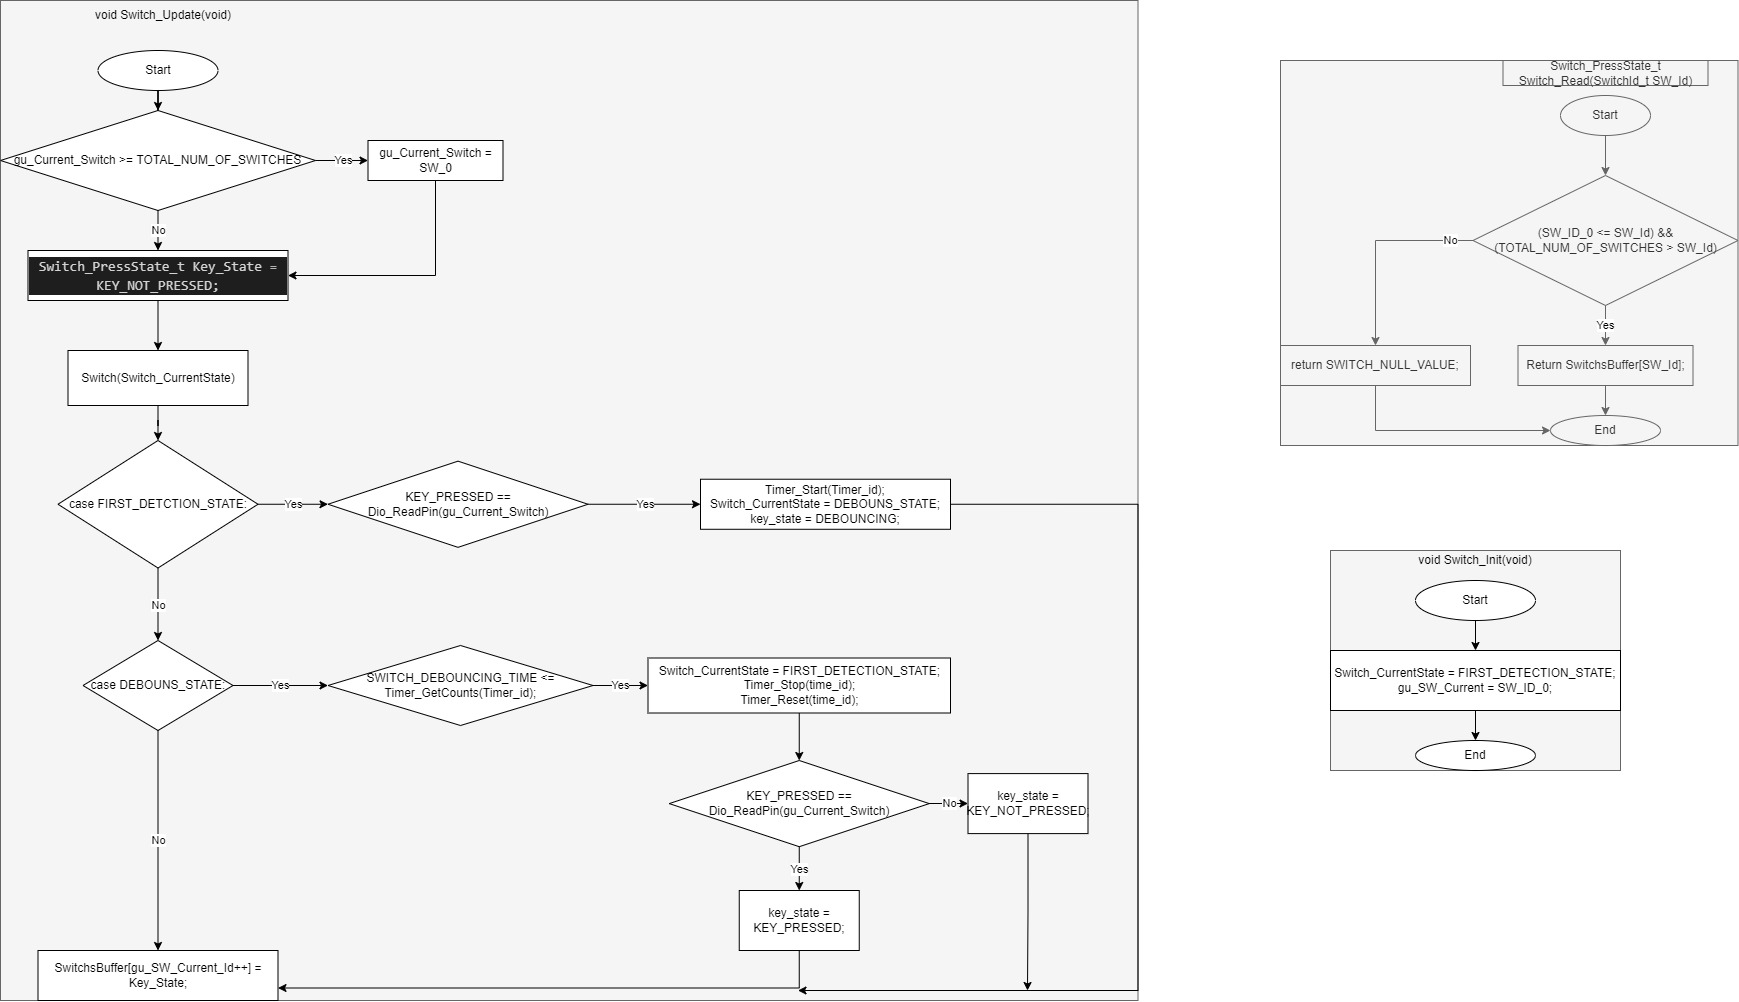 void Switch_Update(void)
Start
gu_Current_Switch >= TOTAL_NUM_OF_SWITCHES
Yes
gu_Current_Switch =
SW_0
No
Switch_PressState_t Key_State =
KEY_NOT_PRESSED;
Switch(Switch_CurrentState)
case FIRST_DETCTION_STATE:
Yes
KEY_PRESSED ==
Dio_ReadPin(gu_Current_Switch)
Yes
Timer_Start(Timer_id);
Switch_CurrentState = DEBOUNS_STATE;
key_state = DEBOUNCING;
No
case DEBOUNS_STATE:
Yes
SWITCH_DEBOUNCING_TIME <=
Timer_GetCounts(Timer_id);
Yes
Switch_CurrentState = FIRST_DETECTION_STATE;
Timer_Stop(time_id);
Timer_Reset(time_id);
KEY_PRESSED ==
Dio_ReadPin(gu_Current_Switch)
No
key_state =
KEY_NOT_PRESSED;
Yes
key_state =
KEY_PRESSED;
No
SwitchsBuffer[gu_SW_Current_Id++] =
Key_State;
Switch_PressState_t
Switch_Read(SwitchId_t SW_Id)
Start
(SW_ID_0 <= SW_Id) &&
(TOTAL_NUM_OF_SWITCHES > SW_Id)
No
Yes
return SWITCH_NULL_VALUE;
Return SwitchsBuffer[SW_Id];
End
void Switch_Init(void)
Start
Switch_CurrentState = FIRST_DETECTION_STATE;
gu_SW_Current = SW_ID_0;
End